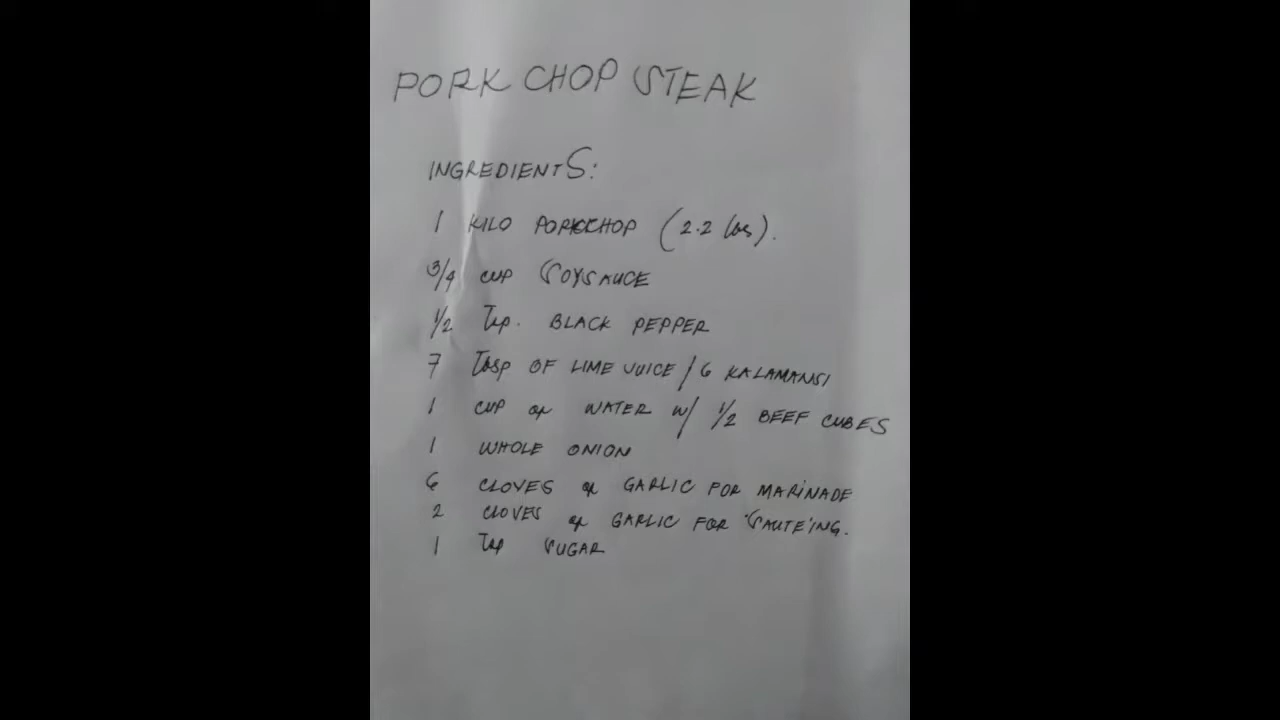 PORK CHOP STEAK
INGREDIENTS:
1 KILO PORKCHOP (2.2 lbs).
3/4 CUP SOYSAUCE
1/2 Tsp. BLACK PEPPER
7 Tbsp OF LIME JUICE / 6 KALAMANSI
1 CUP of WATER W/ 1/2 BEEF CUBES
1 WHOLE ONION
6 CLOVES of GARLIC FOR MARINADE
2 CLOVES of GARLIC FOR SAUTE'ING.
1 Tsp SUGAR